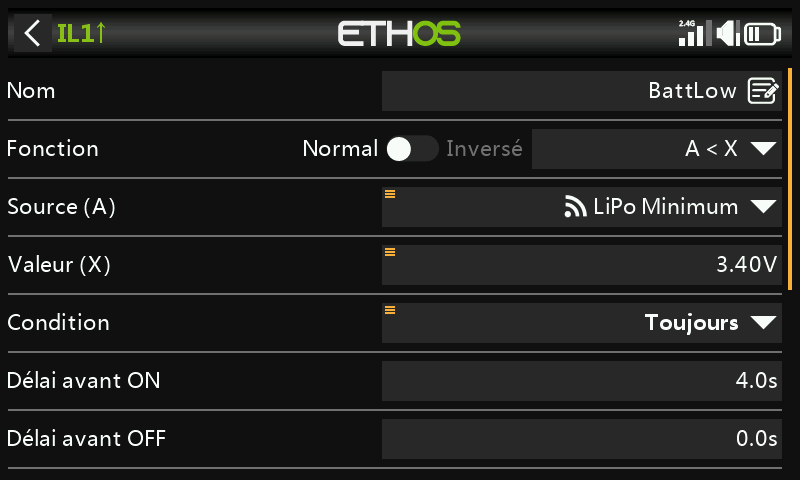 IL1↑ ETHOS 2.4G
Nom BattLow
Fonction Normal Inversé A < X
Source (A) LiPo Minimum
Valeur (X) 3.40V
Condition Toujours
Délai avant ON 4.0s
Délai avant OFF 0.0s